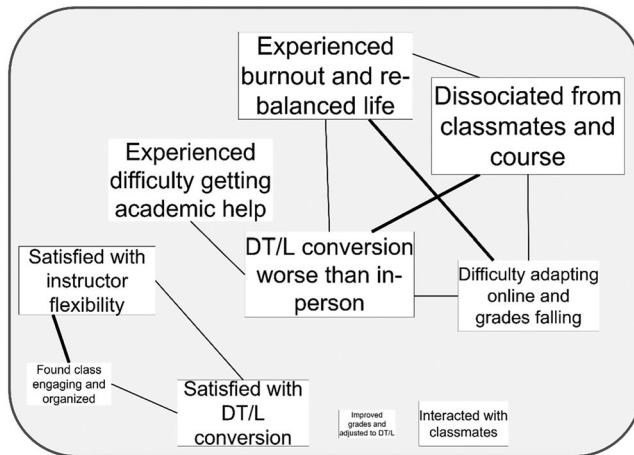 Experienced
burnout and re-
balanced life
Dissociated from
classmates and
course
Experienced
difficulty getting
academic help
DT/L conversion
worse than in-
person
Satisfied with
instructor
flexibility
Difficulty adapting
online and
grades falling
Found class
engaging and
organized
Satisfied with
DT/L
conversion
Improved
grades and
adjusted to DT/L
Interacted with
classmates